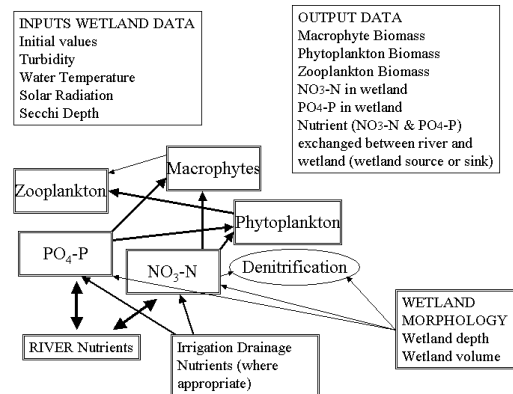 INPUTS WETLAND DATA
Initial values
Turbidity
Water Temperature
Solar Radiation
Secchi Depth
OUTPUT DATA
Macrophyte Biomass
Phytoplankton Biomass
Zooplankton Biomass
NO3-N in wetland
PO4-P in wetland
Nutrient (NO3-N & PO4-P)
exchanged between river and
wetland (wetland source or sink)
Macrophytes
Zooplankton
Phytoplankton
PO4-P
NO3-N
Denitrification
WETLAND
MORPHOLOGY
Wetland depth
Wetland volume
RIVER Nutrients
Irrigation Drainage
Nutrients (where
appropriate)